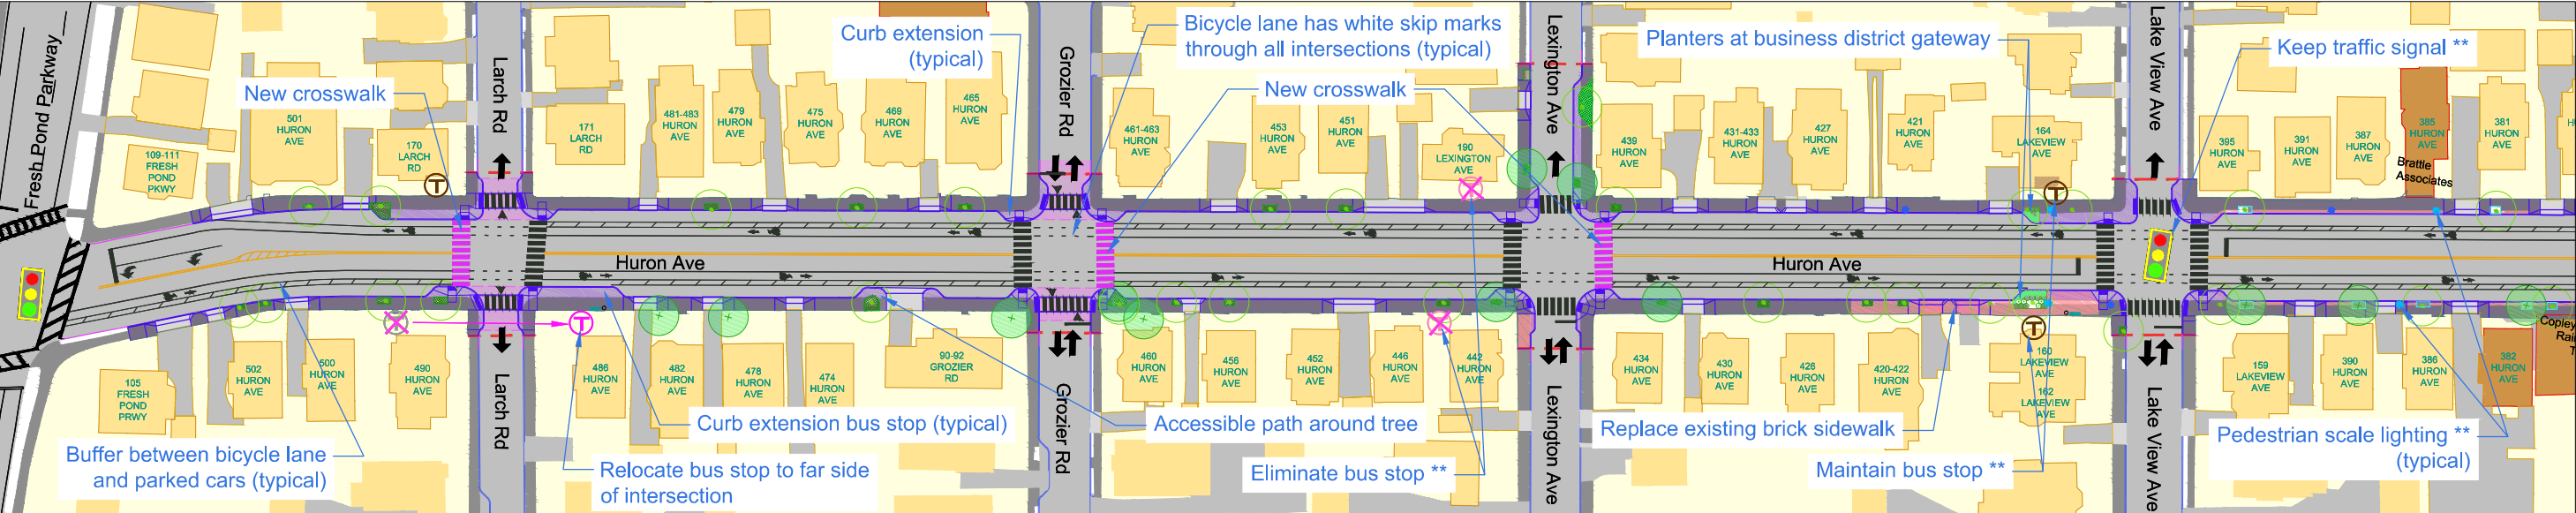 Fresh Pond Parkway
New crosswalk
501
HURON
AVE
170
LARCH
RD
109-111
FRESH
POND
PKWY
T
Larch Rd
171
LARCH
RD
481-483
HURON
AVE
479
HURON
AVE
475
HURON
AVE
469
HURON
AVE
465
HURON
AVE
Curb extension
(typical)
Grozier Rd
Bicycle lane has white skip marks
through all intersections (typical)
New crosswalk
461-463
HURON
AVE
453
HURON
AVE
451
HURON
AVE
190
LEXINGTON
AVE
Lexington Ave
Planters at business district gateway
439
HURON
AVE
431-433
HURON
AVE
427
HURON
AVE
421
HURON
AVE
164
LAKEVIEW
AVE
T
Lake View Ave
Keep traffic signal **
395
HURON
AVE
391
HURON
AVE
387
HURON
AVE
385
HURON
AVE
Brattle
Associates
381
HURON
AVE
Huron Ave
Huron Ave
105
FRESH
POND
PRWY
502
HURON
AVE
500
HURON
AVE
490
HURON
AVE
Buffer between bicycle lane
and parked cars (typical)
Larch Rd
T
486
HURON
AVE
482
HURON
AVE
478
HURON
AVE
474
HURON
AVE
90-92
GROZIER
RD
Curb extension bus stop (typical)
Relocate bus stop to far side
of intersection
Grozier Rd
460
HURON
AVE
456
HURON
AVE
452
HURON
AVE
446
HURON
AVE
442
HURON
AVE
Accessible path around tree
Eliminate bus stop **
Lexington Ave
434
HURON
AVE
430
HURON
AVE
426
HURON
AVE
420-422
HURON
AVE
T
160
LAKEVIEW
AVE
162
LAKEVIEW
AVE
Replace existing brick sidewalk
Maintain bus stop **
Lake View Ave
159
LAKEVIEW
AVE
390
HURON
AVE
386
HURON
AVE
382
HURON
AVE
Copley
Pedestrian scale lighting **
(typical)